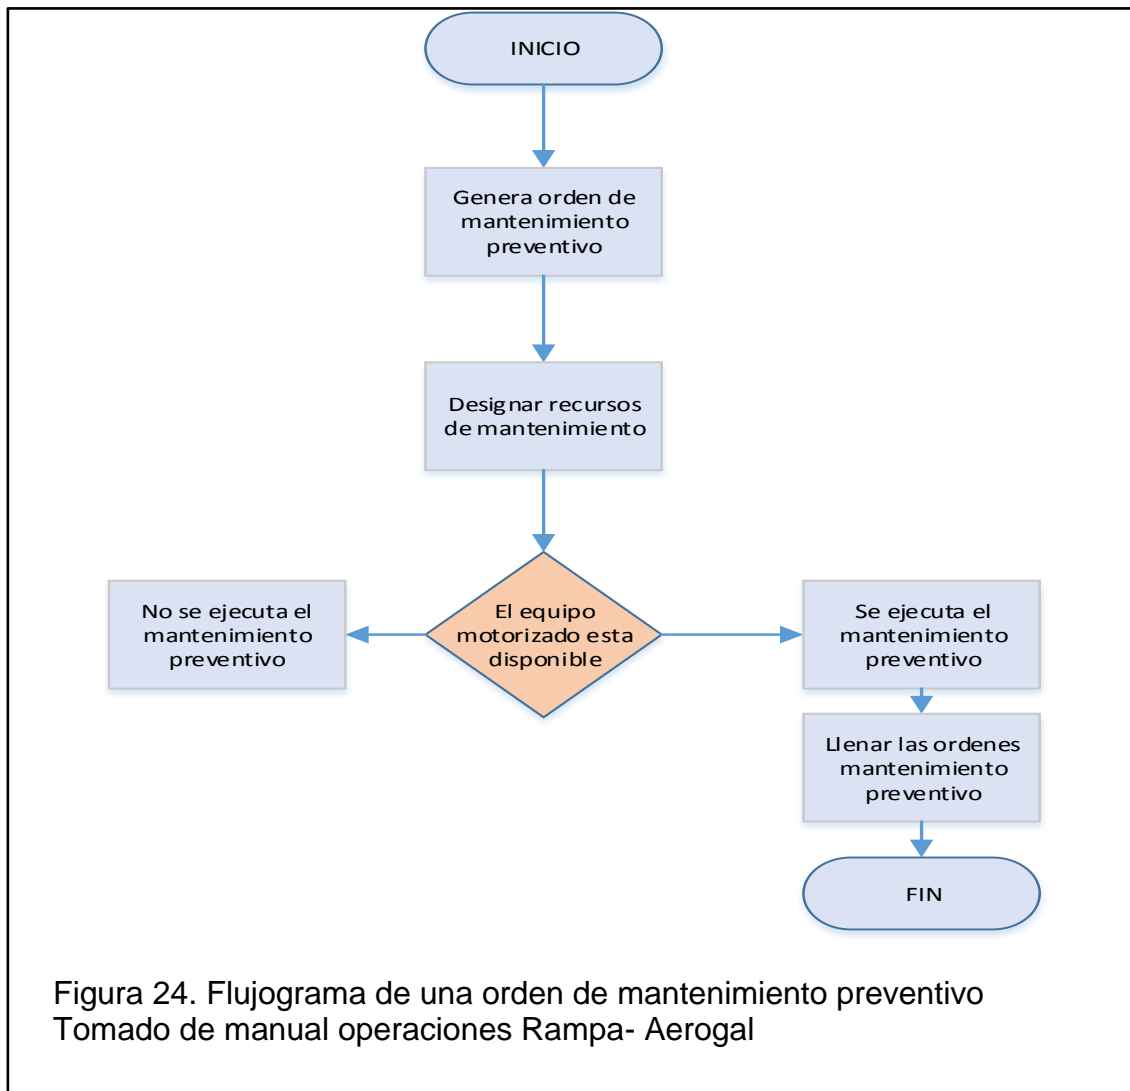 INICIO
Genera orden de
mantenimiento
preventivo
Designar recursos
de mantenimiento
No se ejecuta el
mantenimiento
preventivo
El equipo
motorizado esta
disponible
Se ejecuta el
mantenimiento
preventivo
Llenar las ordenes
mantenimiento
preventivo
FIN
Figura 24. Flujograma de una orden de mantenimiento preventivo
Tomado de manual operaciones Rampa- Aerogal